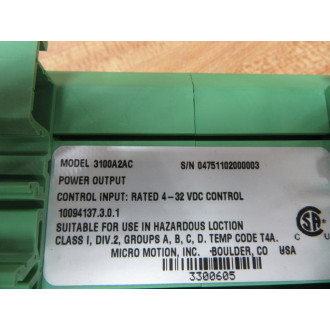 MODEL 3100A2AC S/N 04751102000003
POWER OUTPUT
CONTROL INPUT: RATED 4-32 VDC CONTROL
10094137.3.0.1
SUITABLE FOR USE IN HAZARDOUS LOCTION
CLASS I, DIV.2, GROUPS A, B, C, D. TEMP CODE T4A.
MICRO MOTION, INC. BOULDER, CO USA
3300605
C US